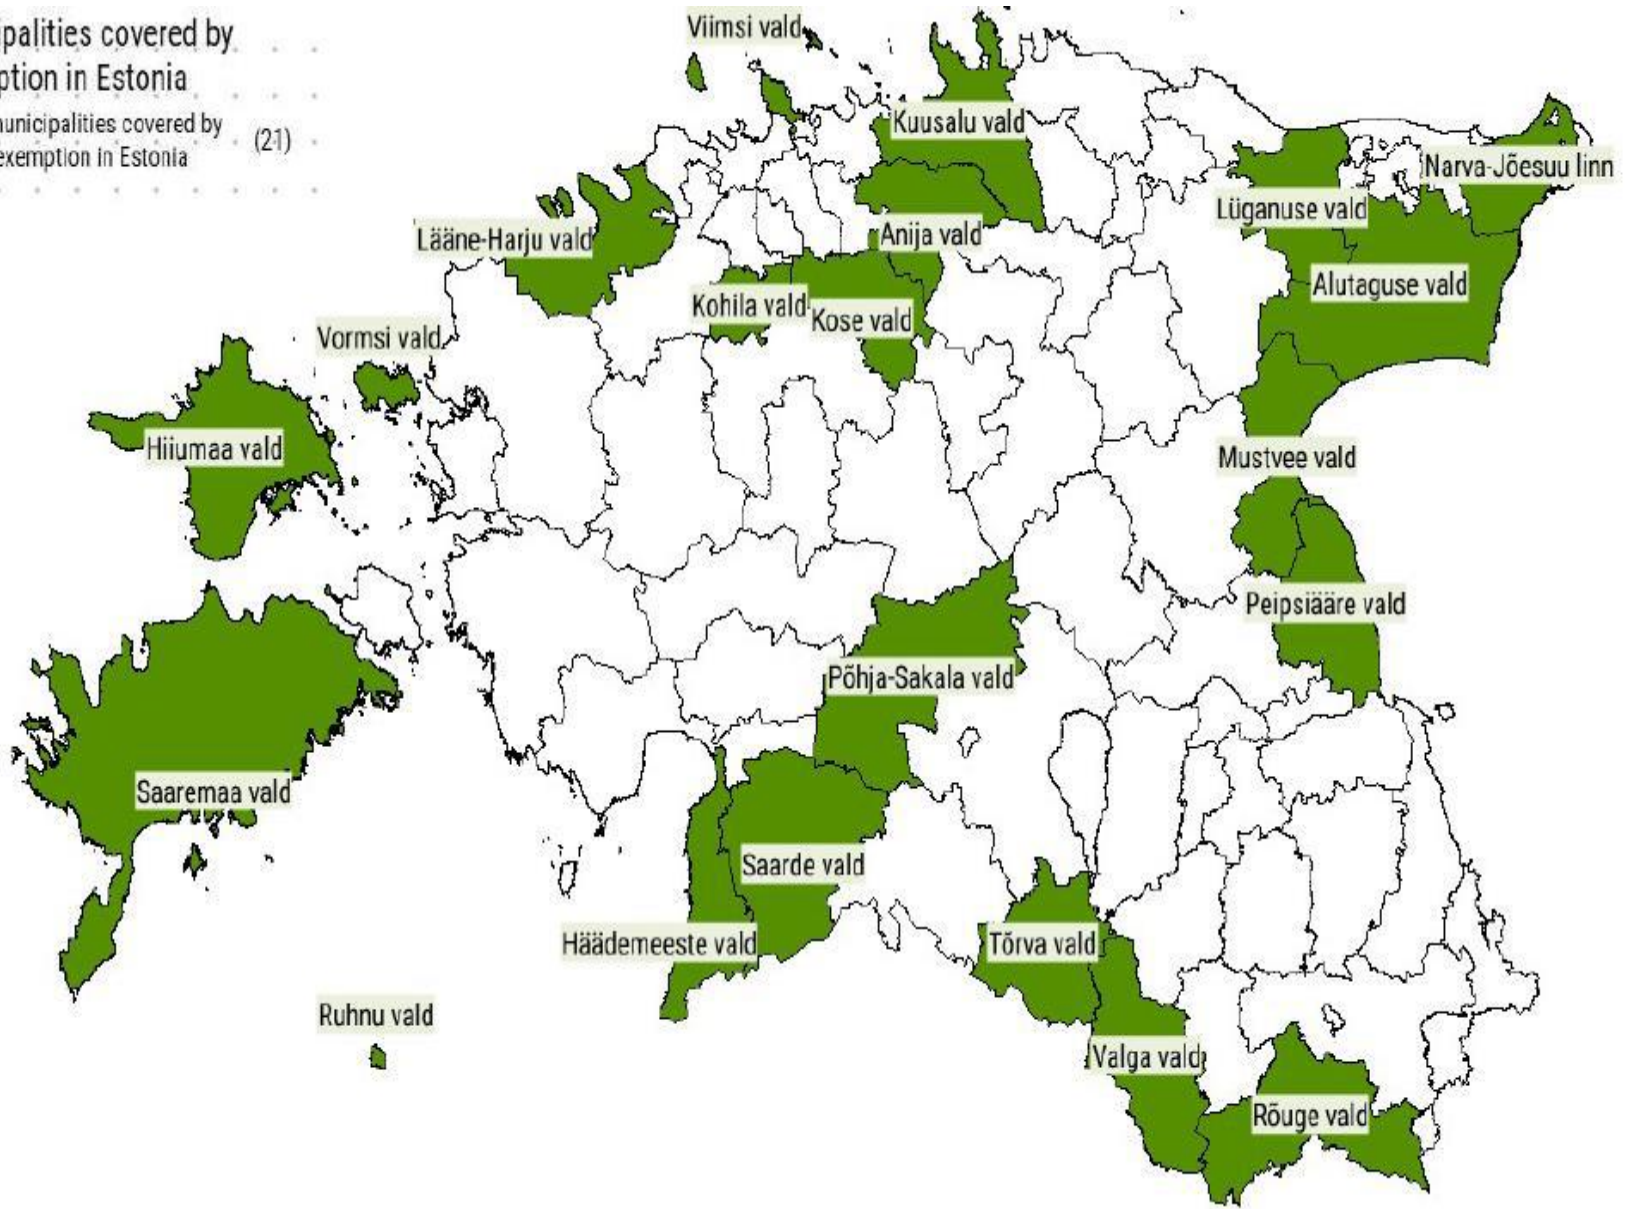 ipalities covered by
ption in Estonia
unicipalities covered by
exemption in Estonia
(21)
Viimsi vald
Kuusalu vald
Narva-Jõesuu linn
Lüganuse vald
Lääne-Harju vald
Anija vald
Alutaguse vald
Kohila vald
Kose vald
Vormsi vald
Hiiumaa vald
Mustvee vald
Peipsiääre vald
Põhja-Sakala vald
Saaremaa vald
Saarde vald
Häädemeeste vald
Tõrva vald
Ruhnu vald
Valga vald
Rõuge vald